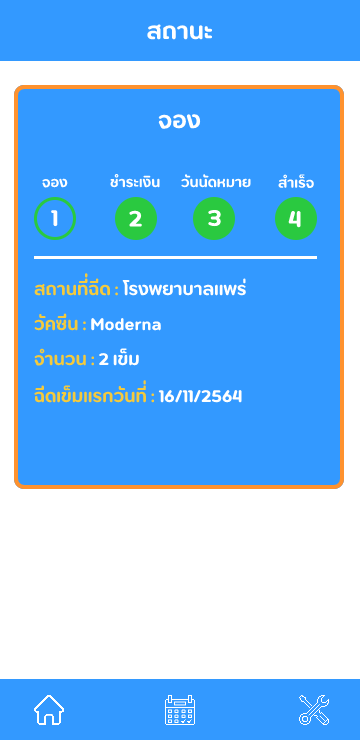 สถานะ
จอง
จอง ชำระเงิน วันนัดหมาย สำเร็จ
1 2 3 4
สถานที่ฉีด : โรงพยาบาลแพร่
วัคซีน : Moderna
จำนวน : 2 เข็ม
ฉีดเข็มแรกวันที่ : 16/11/2564